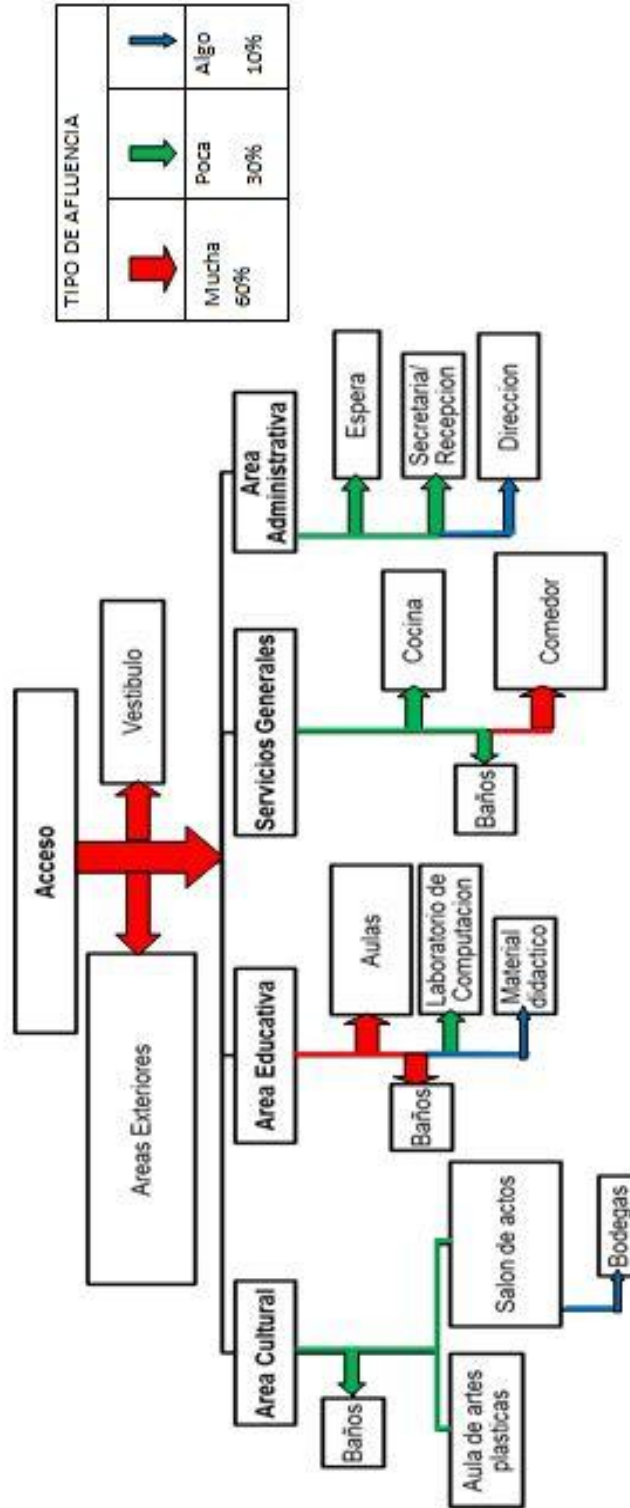 TIPO DE AFLUENCIA
Mucha
60%
Poca
30%
Algo
10%
Acceso
Areas Exteriores
Vestibulo
Area Cultural
Baños
Aula de artes
plasticas
Salon de actos
Bodegas
Area Educativa
Aulas
Baños
Laboratorio de
Computacion
Material
didactico
Servicios Generales
Cocina
Baños
Comedor
Area
Administrativa
Espera
Secretaria/
Recepcion
Direccion